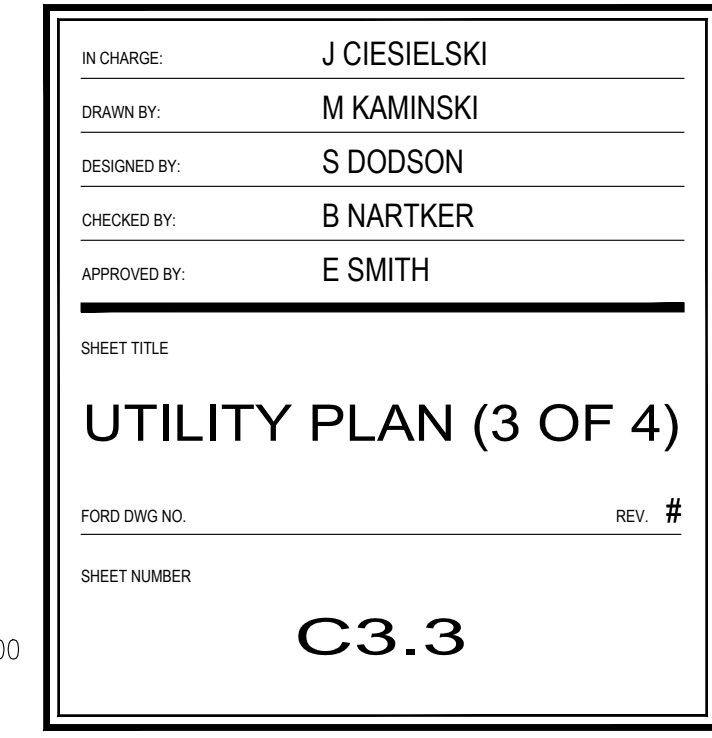 IN CHARGE: J CIESIELSKI
DRAWN BY: M KAMINSKI
DESIGNED BY: S DODSON
CHECKED BY: B NARTKER
APPROVED BY: E SMITH
SHEET TITLE
UTILITY PLAN (3 OF 4)
FORD DWG NO. REV. #
SHEET NUMBER
C3.3